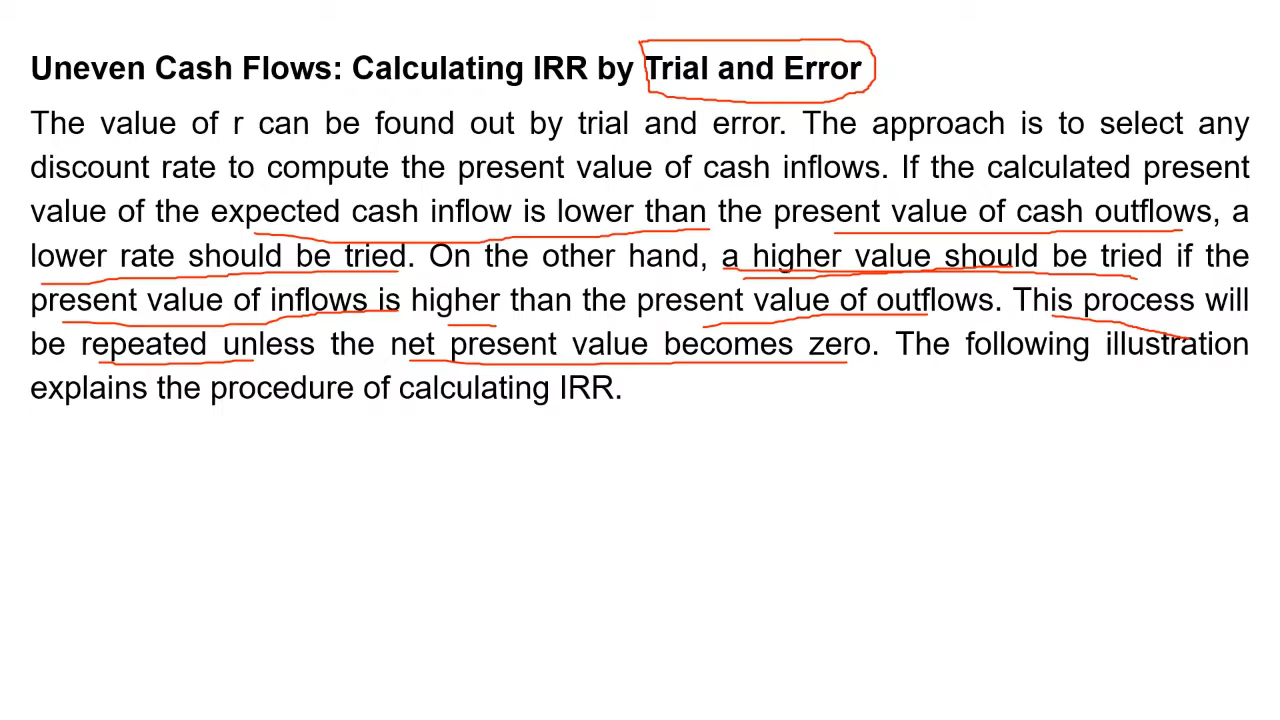 Uneven Cash Flows: Calculating IRR by Trial and Error
The value of r can be found out by trial and error. The approach is to select any
discount rate to compute the present value of cash inflows. If the calculated present
value of the expected cash inflow is lower than the present value of cash outflows, a
lower rate should be tried. On the other hand, a higher value should be tried if the
present value of inflows is higher than the present value of outflows. This process will
be repeated unless the net present value becomes zero. The following illustration
explains the procedure of calculating IRR.